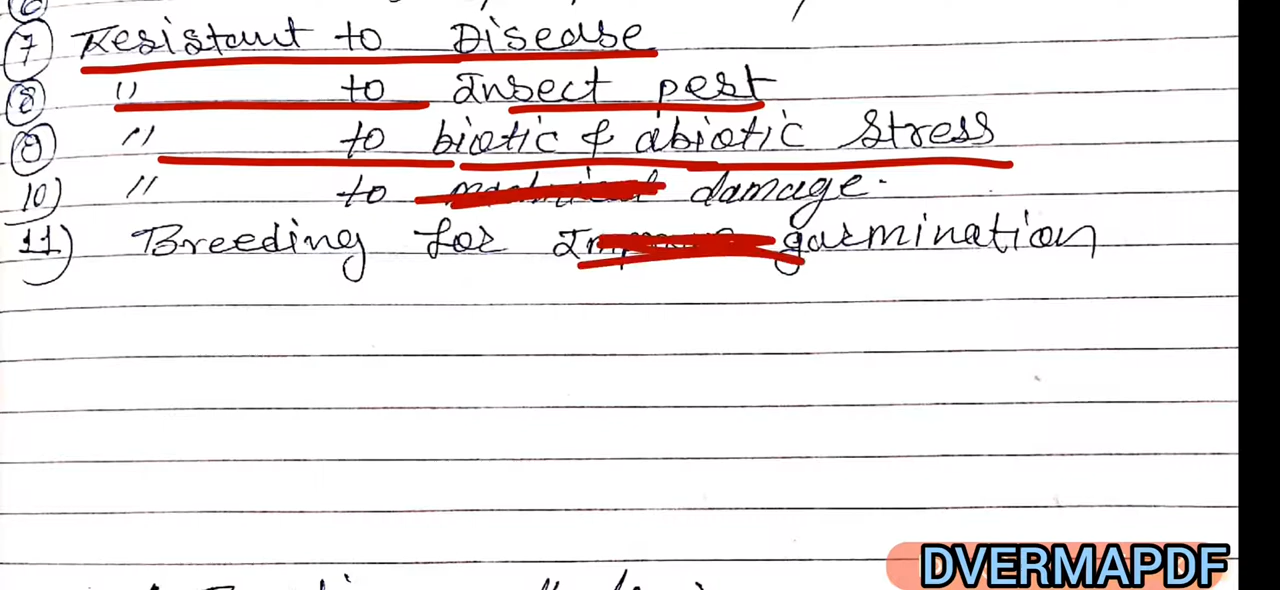 7 Resistant to Disease
8 " to Insect pest
9 " to biotic & abiotic stress
10) " to damage.
11) Breeding for garmination
DVERMAPDF